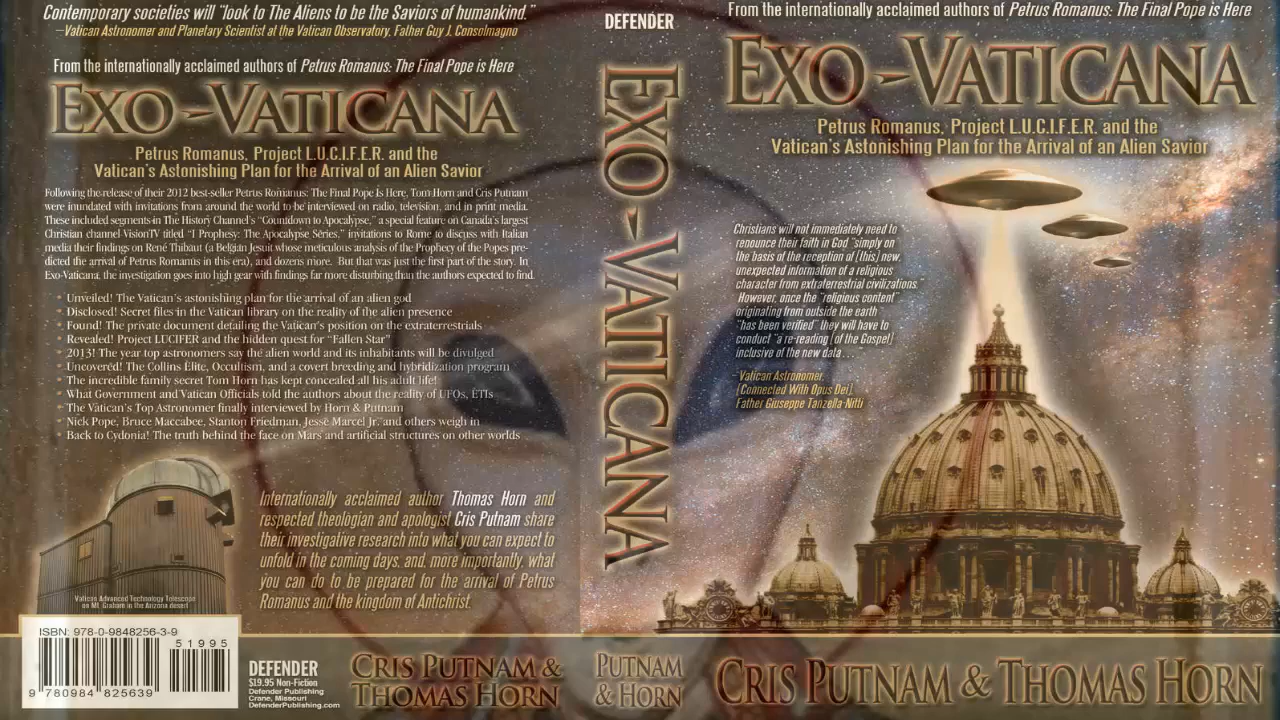 Contemporary societies will "look to The Aliens to be the Saviors of humankind."
–Vatican Astronomer and Planetary Scientist at the Vatican Observatory, Father Guy J. Consolmagno
From the internationally acclaimed authors of Petrus Romanus: The Final Pope is Here
EXO-VATICANA
Petrus Romanus, Project L.U.C.I.F.E.R. and the
Vatican's Astonishing Plan for the Arrival of an Alien Savior
Following the release of their 2012 best-seller Petrus Romanus: The Final Pope Is Here, Tom Horn and Cris Putnam
were inundated with invitations from around the world to be interviewed on radio, television, and in print media.
These included segments in The History Channel's "Countdown to Apocalypse," a special feature on Canada's largest
Christian channel VisionTV titled "I Prophesy: The Apocalypse Series," invitations to Rome to discuss with Italian
media their findings on René Thibaut (a Belgian Jesuit whose meticulous analysis of the Prophecy of the Popes pre-
dicted the arrival of Petrus Romanus in this era), and dozens more. But that was just the first part of the story. In
Exo-Vaticana, the investigation goes into high gear with findings far more disturbing than the authors expected to find.
• Unveiled! The Vatican's astonishing plan for the arrival of an alien god
• Disclosed! Secret files in the Vatican library on the reality of the alien presence
• Found! The private document detailing the Vatican's position on the extraterrestrials
• Revealed! Project LUCIFER and the hidden quest for "Fallen Star"
• 2013! The year top astronomers say the alien world and its inhabitants will be divulged
• Uncovered! The Collins Elite, Occultism, and a covert breeding and hybridization program
• The incredible family secret Tom Horn has kept concealed all his adult life!
• What Government and Vatican Officials told the authors about the reality of UFOs, ETIs
• The Vatican's Top Astronomer finally interviewed by Horn & Putnam
• Nick Pope, Bruce Maccabee, Stanton Friedman, Jesse Marcel Jr. and others weigh in
• Back to Cydonia! The truth behind the face on Mars and artificial structures on other worlds
Internationally acclaimed author Thomas Horn and
respected theologian and apologist Cris Putnam share
their investigative research into what you can expect to
unfold in the coming days, and, more importantly, what
you can do to be prepared for the arrival of Petrus
Romanus and the kingdom of Antichrist.
Vatican Advanced Technology Telescope
on Mt. Graham in the Arizona desert
ISBN: 978-0-9848256-3-9
51995
9 780984 825639
DEFENDER
$19.95 Non-Fiction
Defender Publishing
Crane, Missouri
DefenderPublishing.com
CRIS PUTNAM &
THOMAS HORN
DEFENDER
EXO-VATICANA
PUTNAM
& HORN
From the internationally acclaimed authors of Petrus Romanus: The Final Pope is Here
EXO-VATICANA
Petrus Romanus, Project L.U.C.I.F.E.R. and the
Vatican's Astonishing Plan for the Arrival of an Alien Savior
Christians will not immediately need to
renounce their faith in God "simply on
the basis of the reception of [this] new,
unexpected information of a religious
character from extraterrestrial civilizations."
However, once the "religious content"
originating from outside the earth
"has been verified" they will have to
conduct "a re-reading [of the Gospel]
inclusive of the new data . . ."
–Vatican Astronomer,
[Connected With Opus Dei],
Father Giuseppe Tanzella-Nitti
CRIS PUTNAM & THOMAS HORN